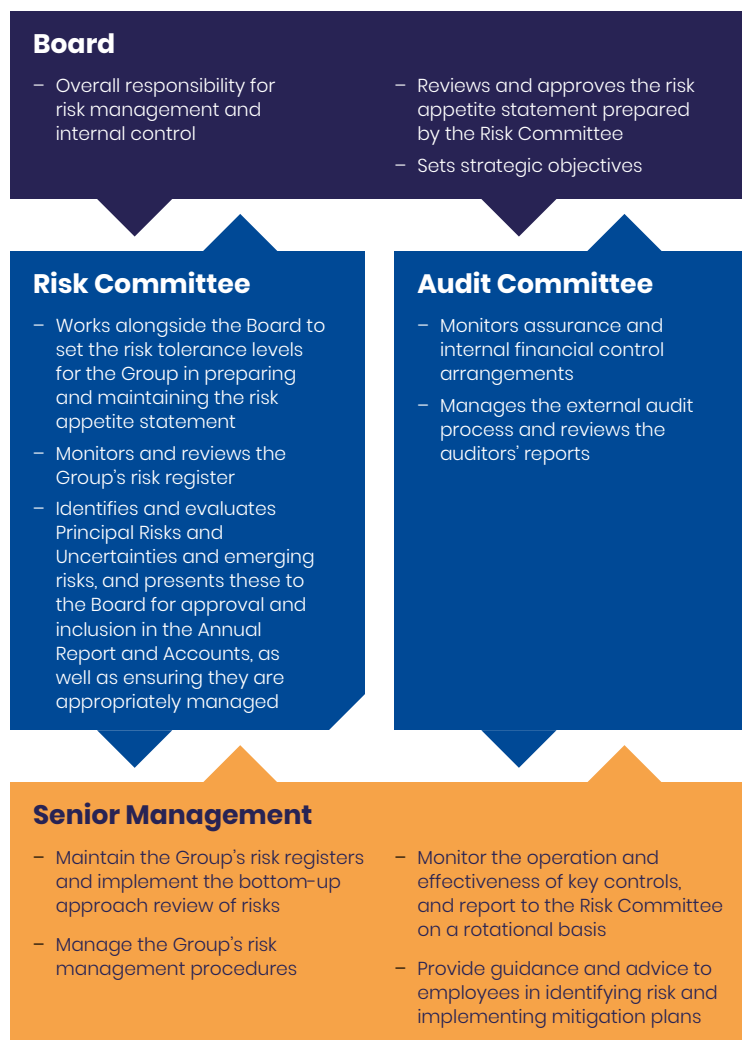 Board
– Overall responsibility for
risk management and
internal control
– Reviews and approves the risk
appetite statement prepared
by the Risk Committee
– Sets strategic objectives
Risk Committee
– Works alongside the Board to
set the risk tolerance levels
for the Group in preparing
and maintaining the risk
appetite statement
– Monitors and reviews the
Group’s risk register
– Identifies and evaluates
Principal Risks and
Uncertainties and emerging
risks, and presents these to
the Board for approval and
inclusion in the Annual
Report and Accounts, as
well as ensuring they are
appropriately managed
Audit Committee
– Monitors assurance and
internal financial control
arrangements
– Manages the external audit
process and reviews the
auditors’ reports
Senior Management
– Maintain the Group’s risk registers
and implement the bottom-up
approach review of risks
– Manage the Group’s risk
management procedures
– Monitor the operation and
effectiveness of key controls,
and report to the Risk Committee
on a rotational basis
– Provide guidance and advice to
employees in identifying risk and
implementing mitigation plans